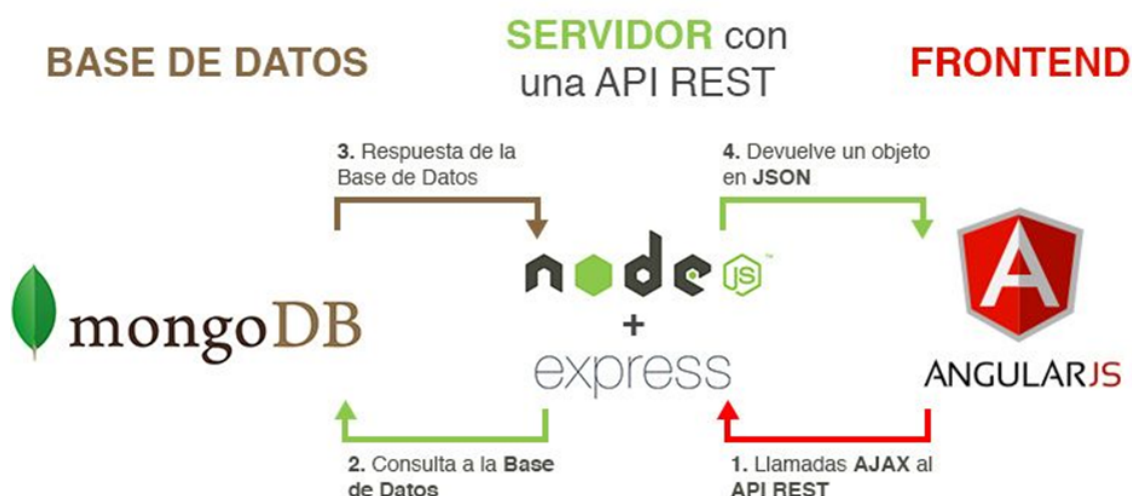 BASE DE DATOS
SERVIDOR con
una API REST
FRONTEND
3. Respuesta de la
Base de Datos
4. Devuelve un objeto
en JSON
mongoDB
node JS
™
+
express
A
ANGULARJS
2. Consulta a la Base
de Datos
1. Llamadas AJAX al
API REST